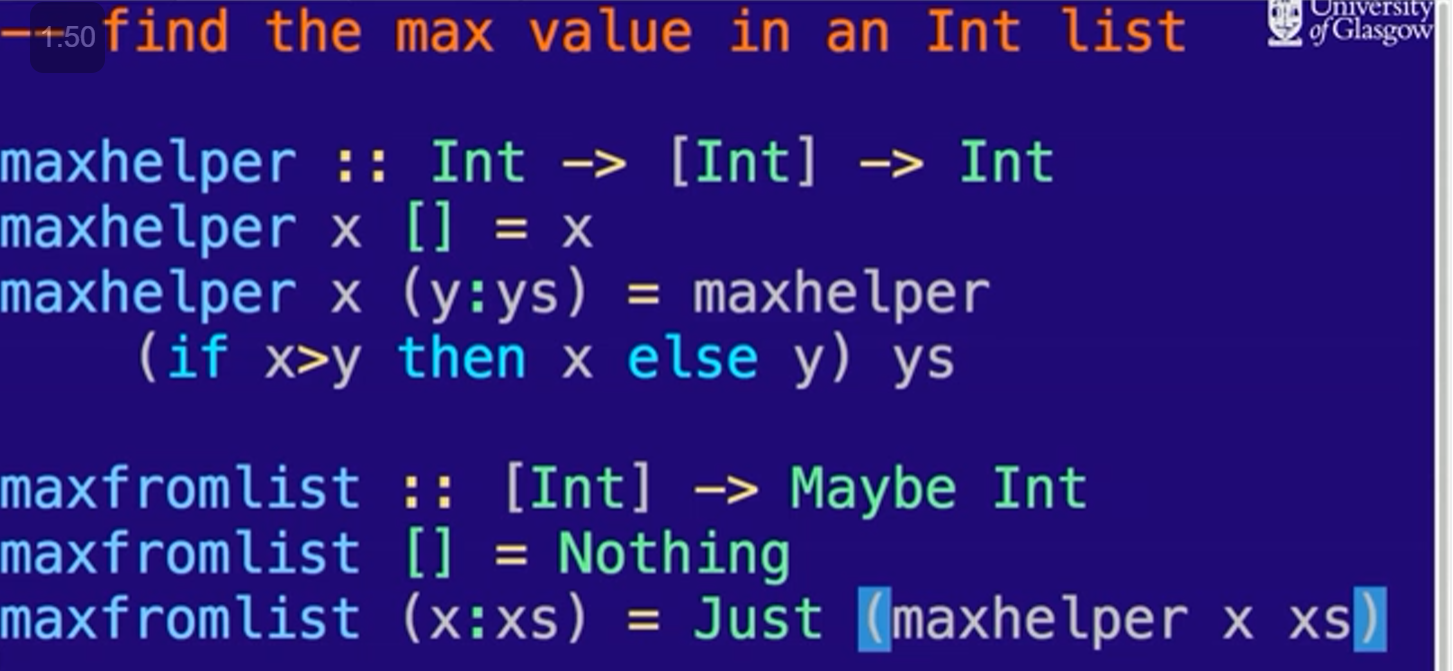 -- find the max value in an Int list
1:50
University
of Glasgow
maxhelper :: Int -> [Int] -> Int
maxhelper x [] = x
maxhelper x (y:ys) = maxhelper
(if x>y then x else y) ys
maxfromlist :: [Int] -> Maybe Int
maxfromlist [] = Nothing
maxfromlist (x:xs) = Just (maxhelper x xs)